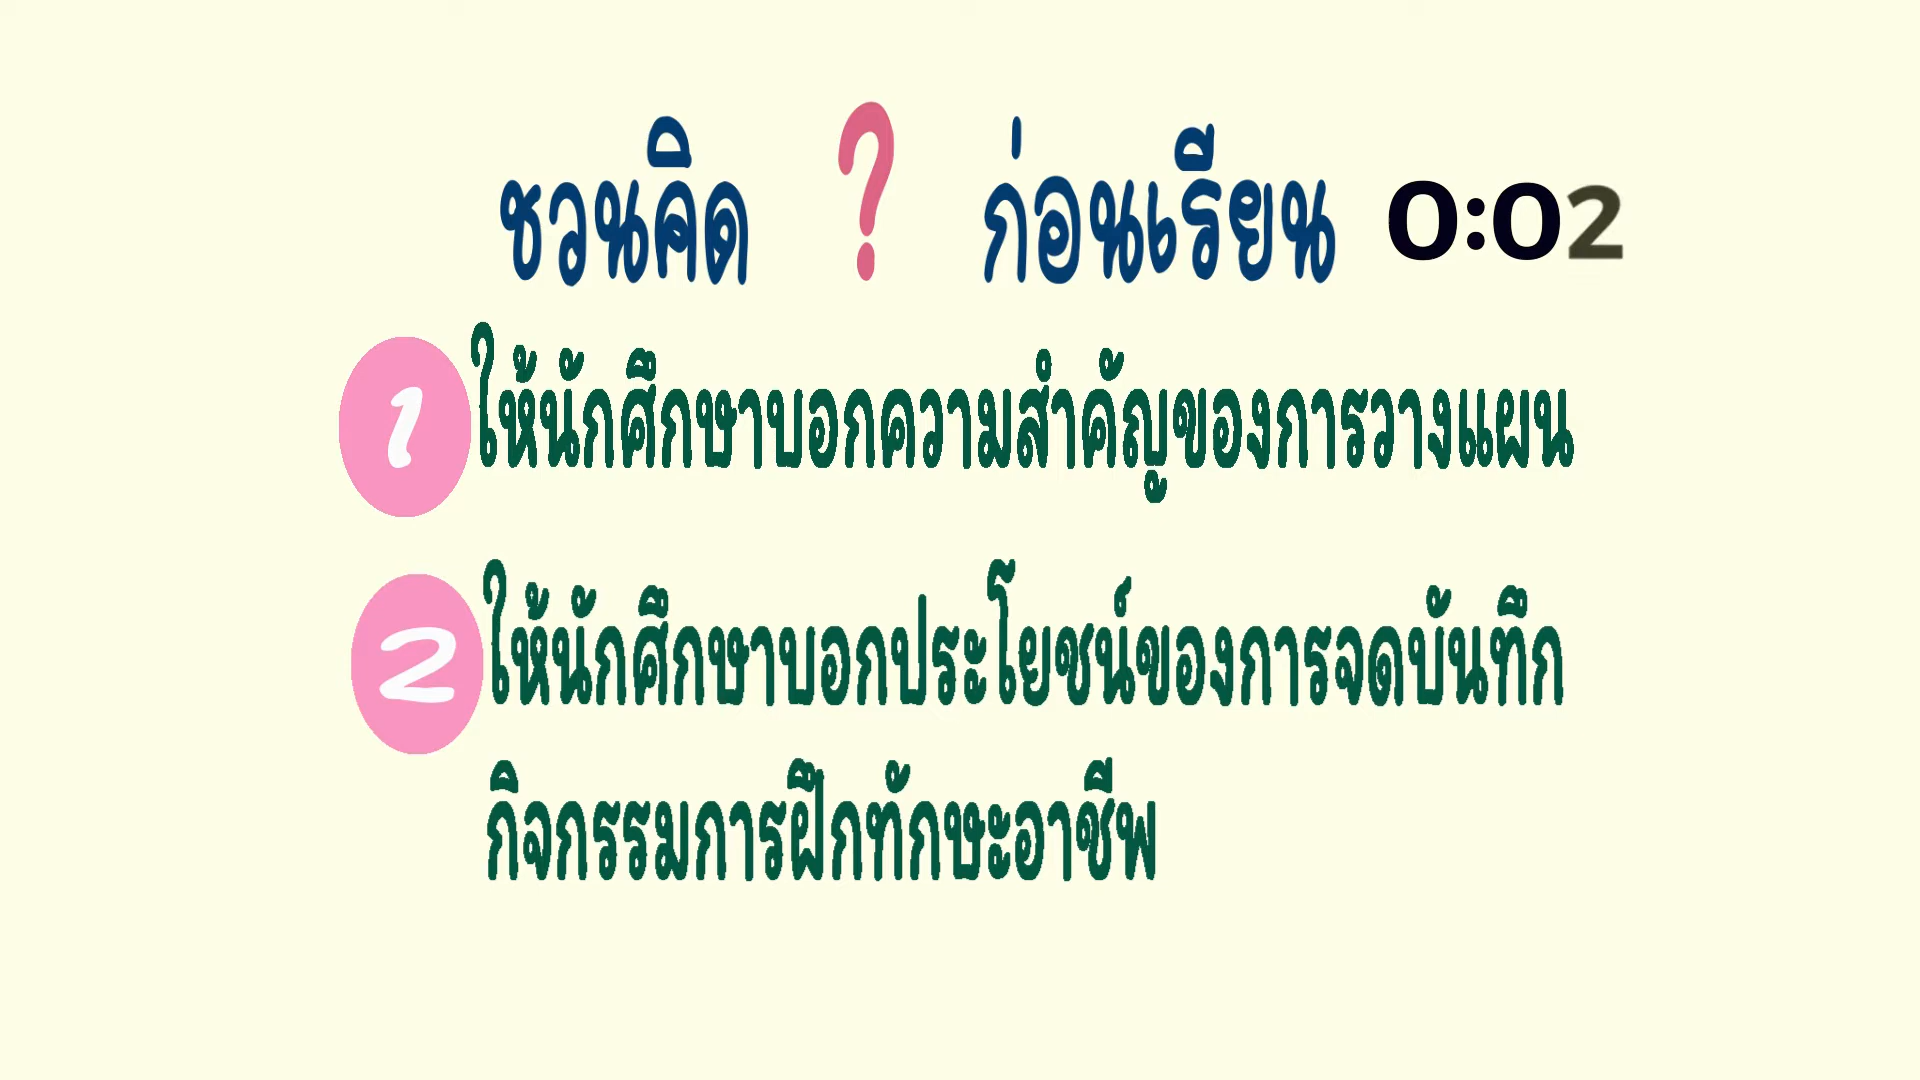 ชวนคิด ? ก่อนเรียน 0:02
1 ให้นักศึกษาบอกความสำคัญของการวางแผน
2 ให้นักศึกษาบอกประโยชน์ของการจดบันทึก
กิจกรรมการฝึกทักษะอาชีพ